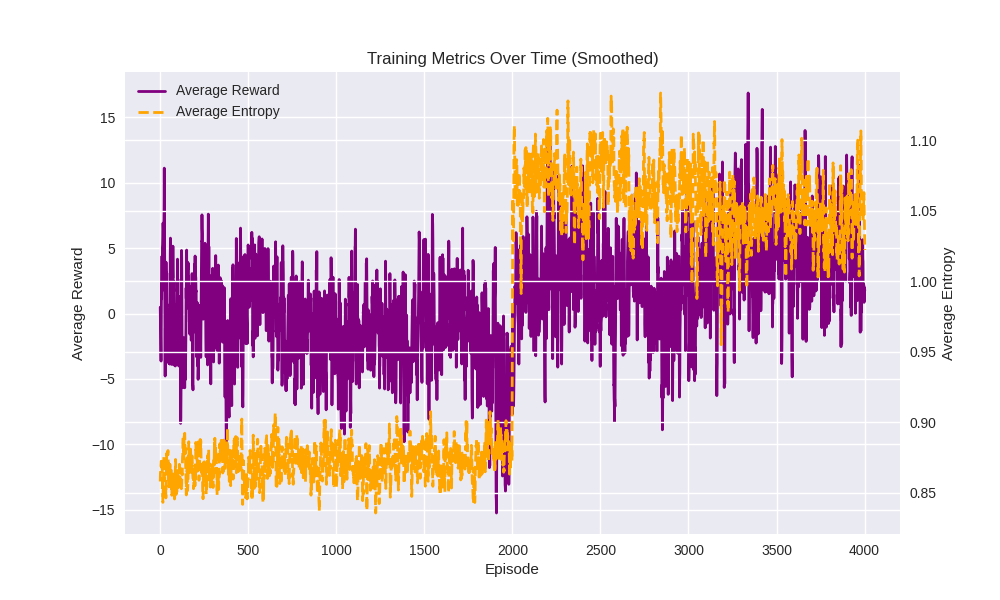 Training Metrics Over Time (Smoothed)
Average Reward
Average Entropy
15
10
5
0
−5
−10
−15
Average Reward
1.10
1.05
1.00
0.95
0.90
0.85
Average Entropy
0 500 1000 1500 2000 2500 3000 3500 4000
Episode